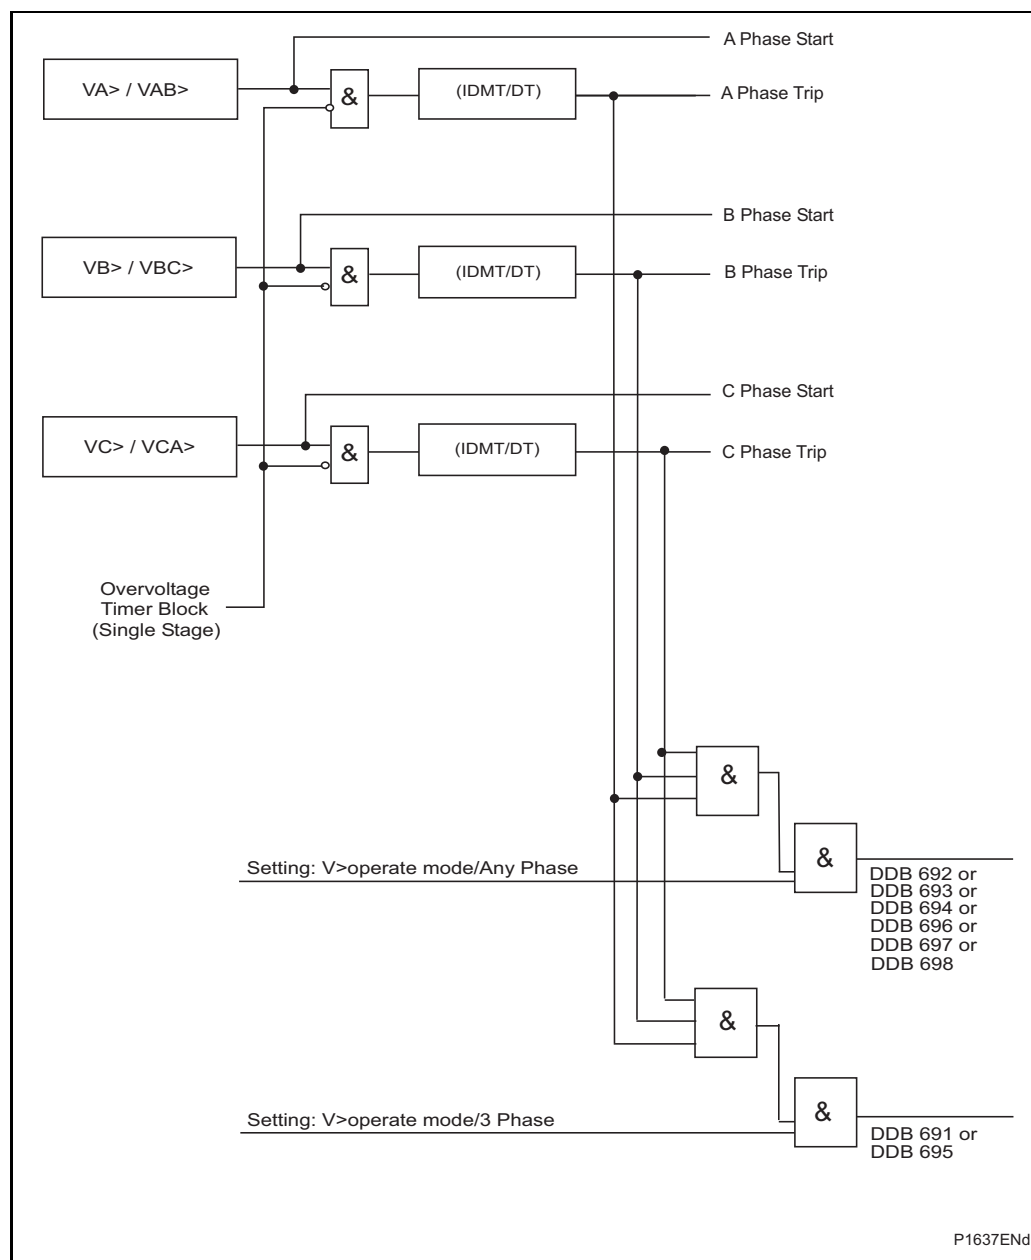 A Phase Start
VA> / VAB>
&
(IDMT/DT)
A Phase Trip
B Phase Start
VB> / VBC>
&
(IDMT/DT)
B Phase Trip
C Phase Start
VC> / VCA>
&
(IDMT/DT)
C Phase Trip
Overvoltage
Timer Block
(Single Stage)
&
&
Setting: V>operate mode/Any Phase
DDB 692 or
DDB 693 or
DDB 694 or
DDB 696 or
DDB 697 or
DDB 698
&
&
Setting: V>operate mode/3 Phase
DDB 691 or
DDB 695
P1637ENd